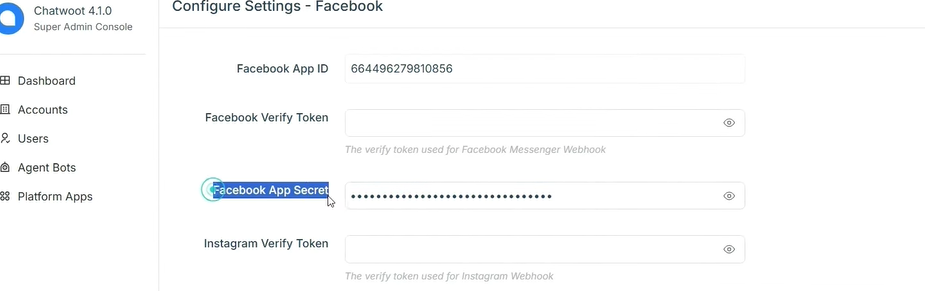 Chatwoot 4.1.0
Super Admin Console
Dashboard
Accounts
Users
Agent Bots
Platform Apps
Configure Settings - Facebook
Facebook App ID
664496279810856
Facebook Verify Token
The verify token used for Facebook Messenger Webhook
Facebook App Secret
••••••••••••••••••••••••••••••••
Instagram Verify Token
The verify token used for Instagram Webhook